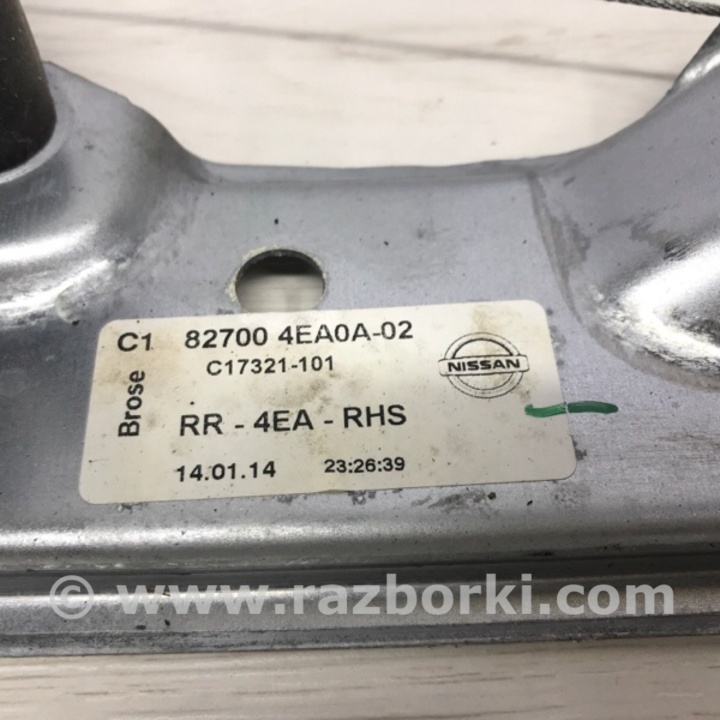 C1 82700 4EA0A-02
C17321-101
Brose
NISSAN
RR - 4EA - RHS
14.01.14 23:26:39
© www.razborki.com